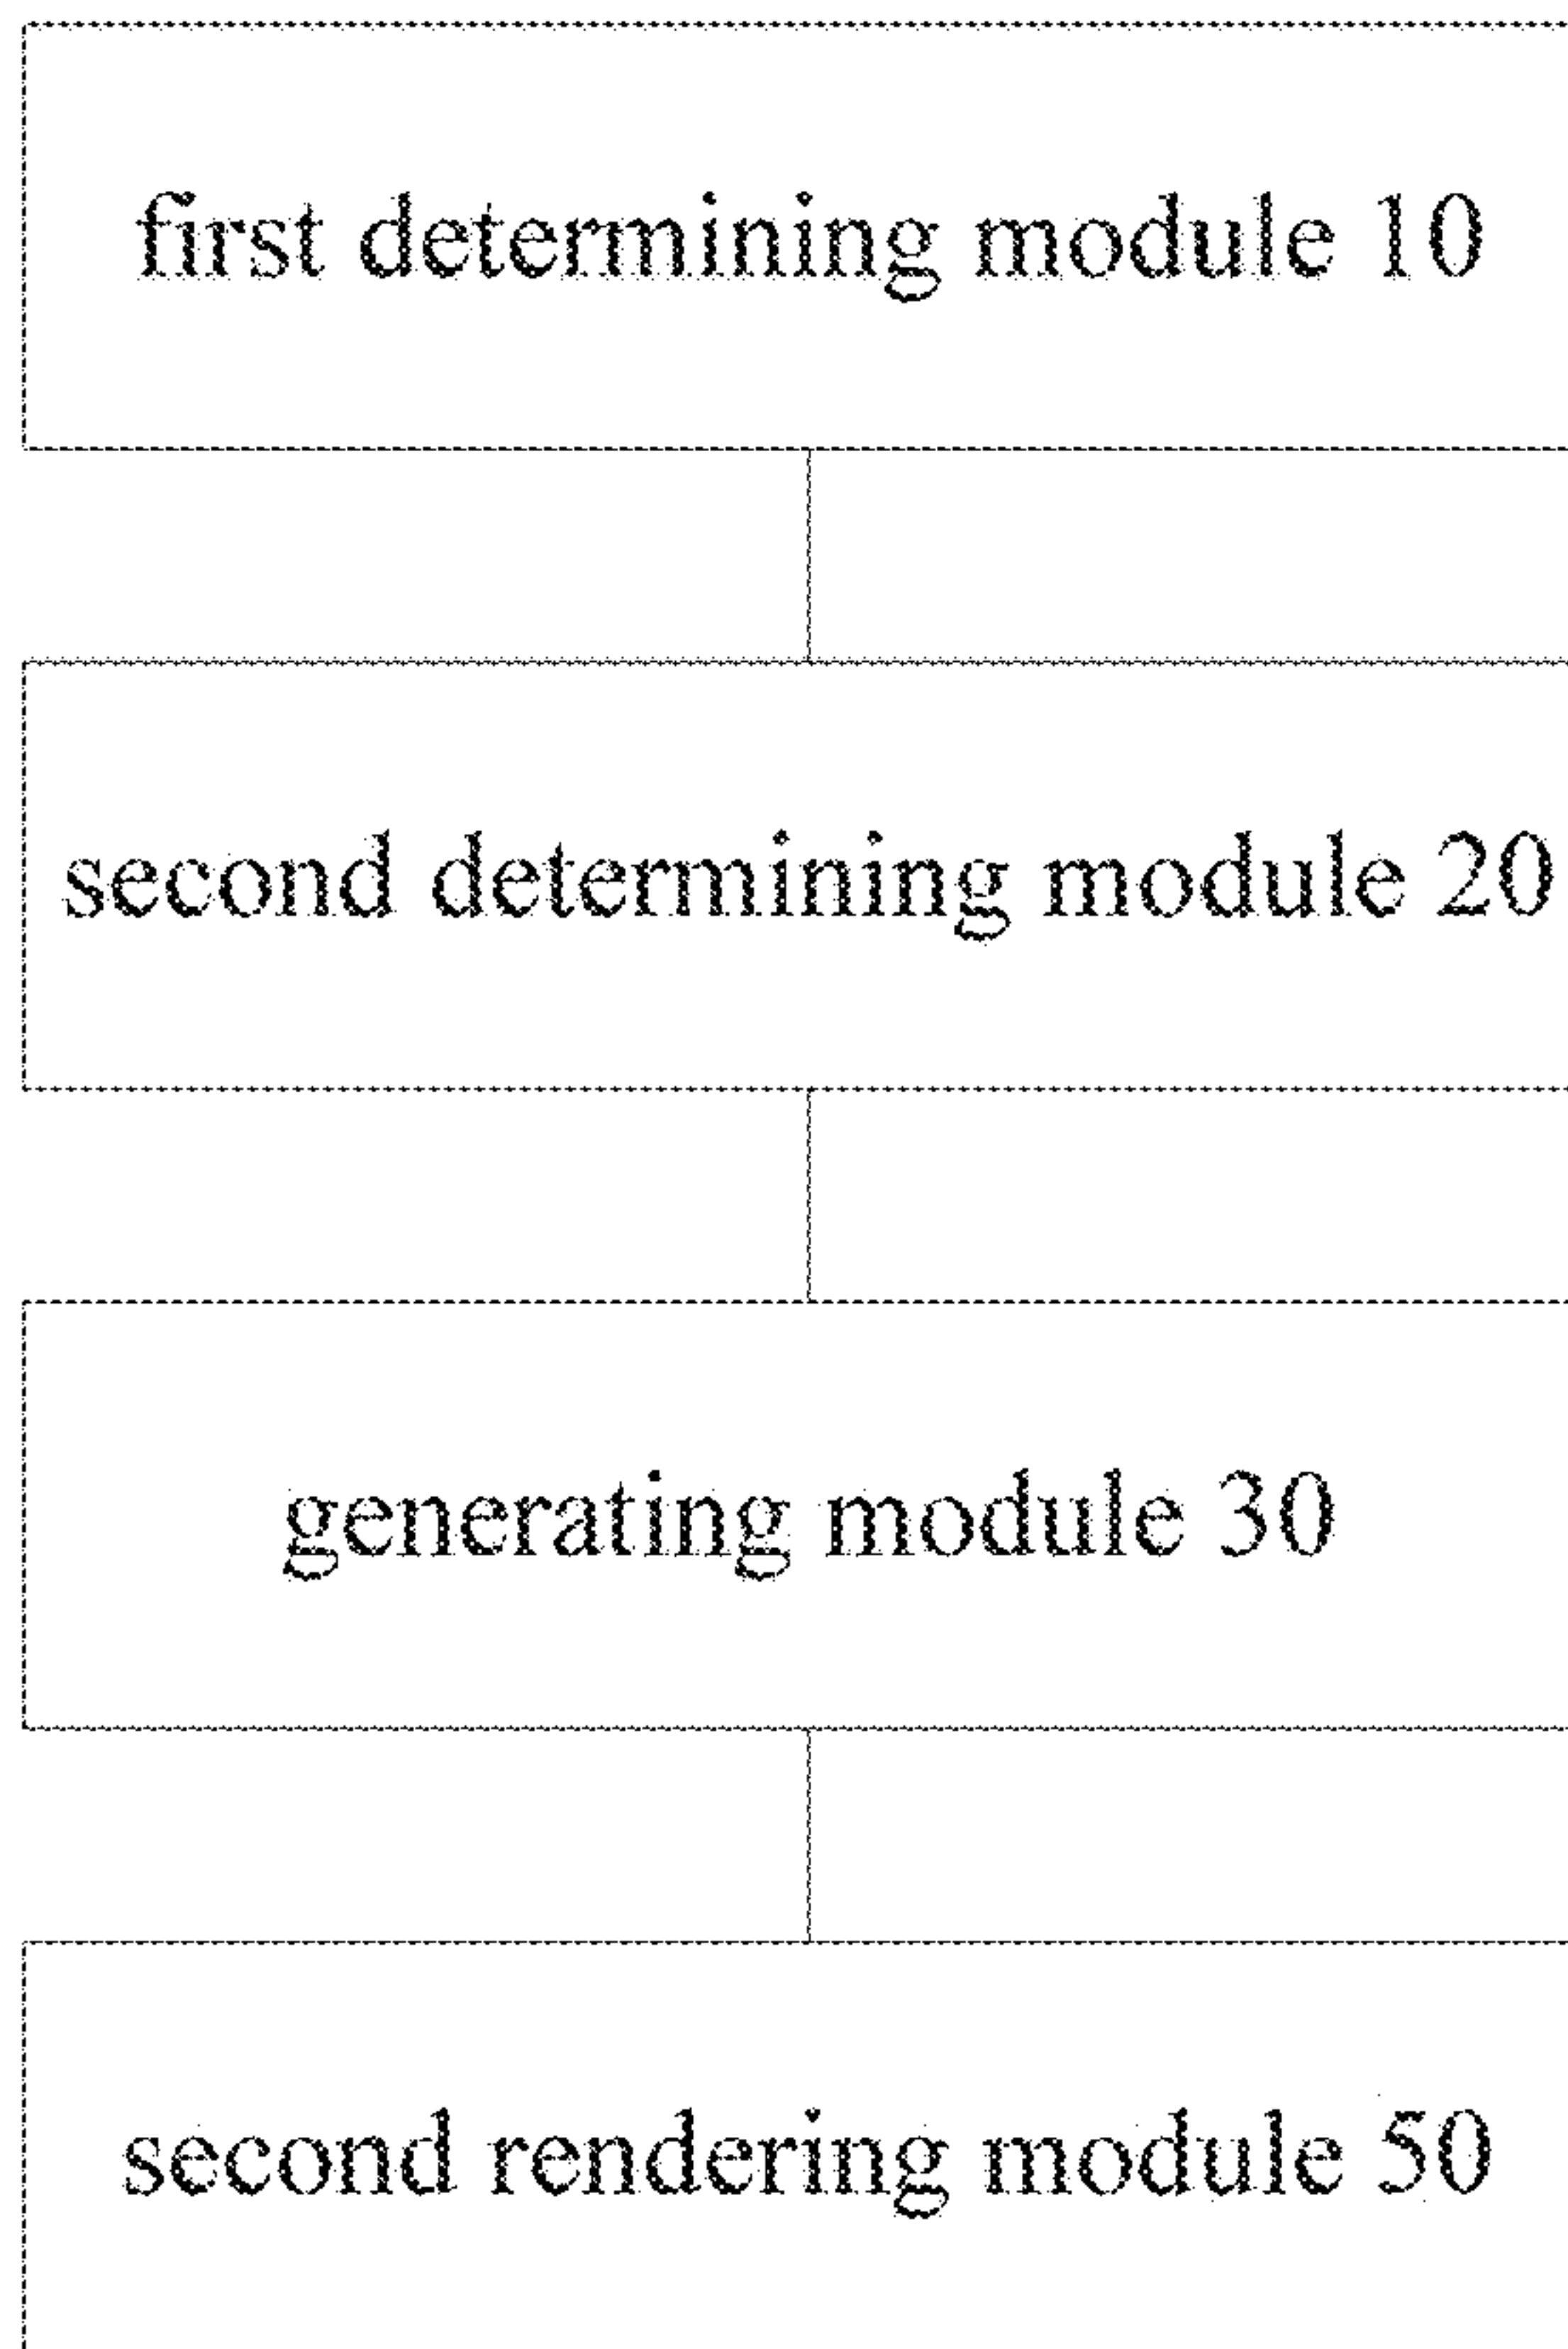 first determining module 10
second determining module 20
generating module 30
second rendering module 50